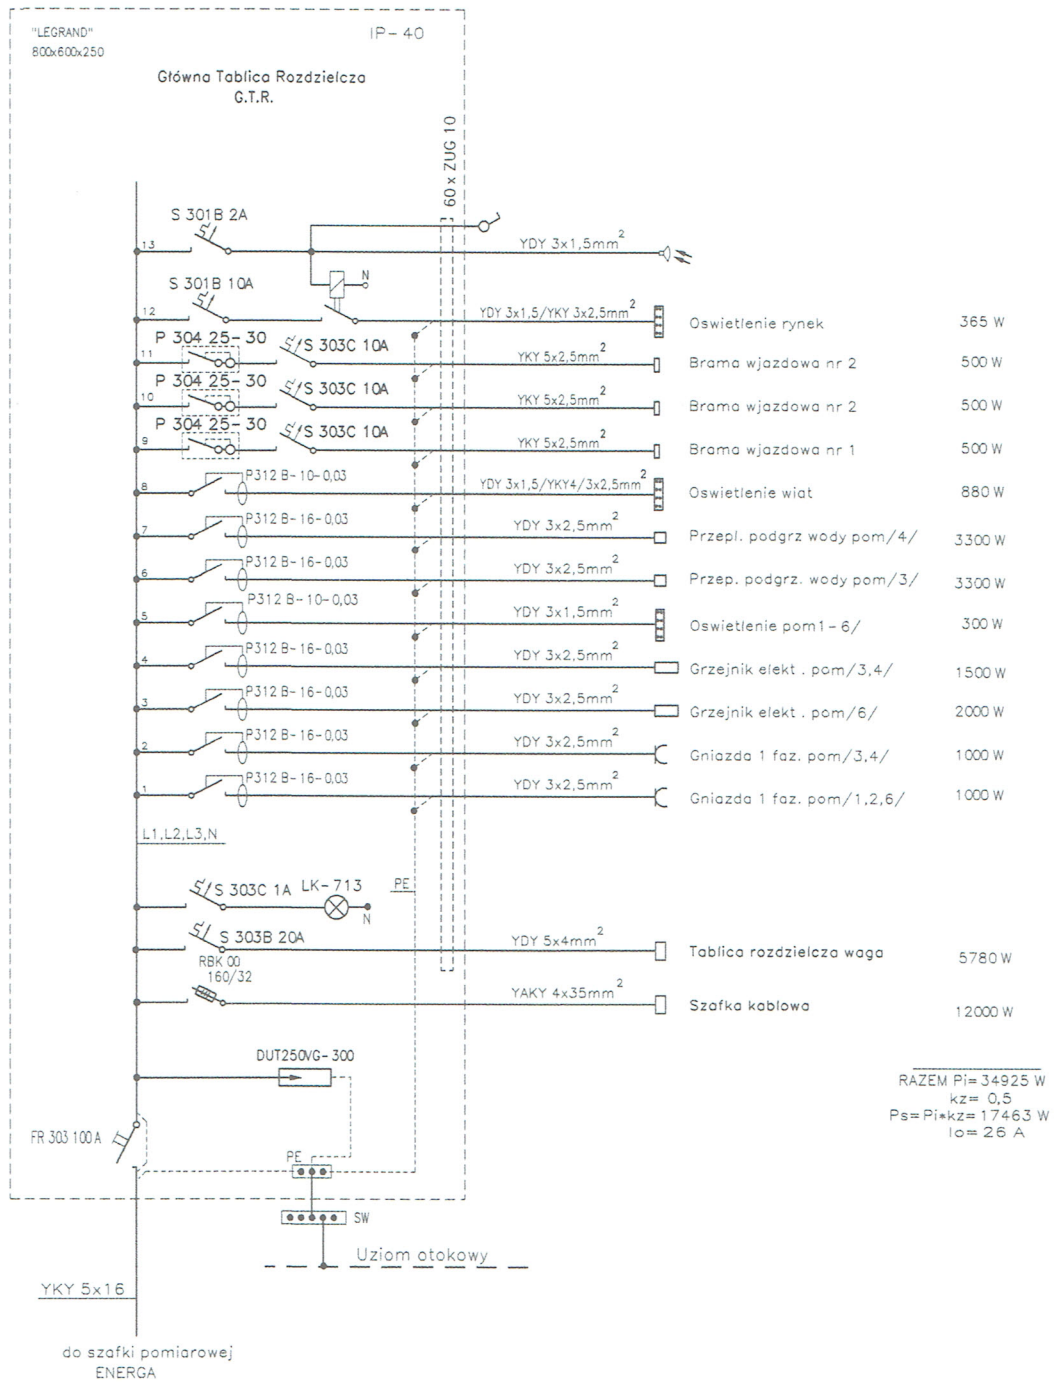 "LEGRAND"
800x600x250
IP-40
Główna Tablica Rozdzielcza
G.T.R.
60 x ZUG 10
S 301B 2A
13
YDY 3x1,5mm²
N
S 301B 10A
12
YDY 3x1,5/YKY 3x2,5mm²
Oswietlenie rynek
365 W
P 304 25-30
S 303C 10A
11
YKY 5x2,5mm²
Brama wjazdowa nr 2
500 W
P 304 25-30
S 303C 10A
10
YKY 5x2,5mm²
Brama wjazdowa nr 2
500 W
P 304 25-30
S 303C 10A
9
YKY 5x2,5mm²
Brama wjazdowa nr 1
500 W
P312 B-10-0,03
8
YDY 3x1,5/YKY4/3x2,5mm²
Oswietlenie wiat
880 W
P312 B-16-0,03
7
YDY 3x2,5mm²
Przepl. podgrz wody pom/4/
3300 W
P312 B-16-0,03
6
YDY 3x2,5mm²
Przep. podgrz. wody pom/3/
3300 W
P312 B-10-0,03
5
YDY 3x1,5mm²
Oswietlenie pom1-6/
300 W
P312 B-16-0,03
4
YDY 3x2,5mm²
Grzejnik elekt . pom/3,4/
1500 W
P312 B-16-0,03
3
YDY 3x2,5mm²
Grzejnik elekt . pom/6/
2000 W
P312 B-16-0,03
2
YDY 3x2,5mm²
Gniazda 1 faz. pom/3,4/
1000 W
P312 B-16-0,03
1
YDY 3x2,5mm²
Gniazda 1 faz. pom/1,2,6/
1000 W
L1,L2,L3,N
S 303C 1A
LK-713
N
PE
S 303B 20A
YDY 5x4mm²
Tablica rozdzielcza waga
5780 W
RBK 00
160/32
YAKY 4x35mm²
Szafka kablowa
12000 W
DUT250VG-300
RAZEM Pi= 34925 W
kz= 0,5
Ps=Pi*kz= 17463 W
Io= 26 A
FR 303 100A
PE
SW
Uziom otokowy
YKY 5x16
do szafki pomiarowej
ENERGA